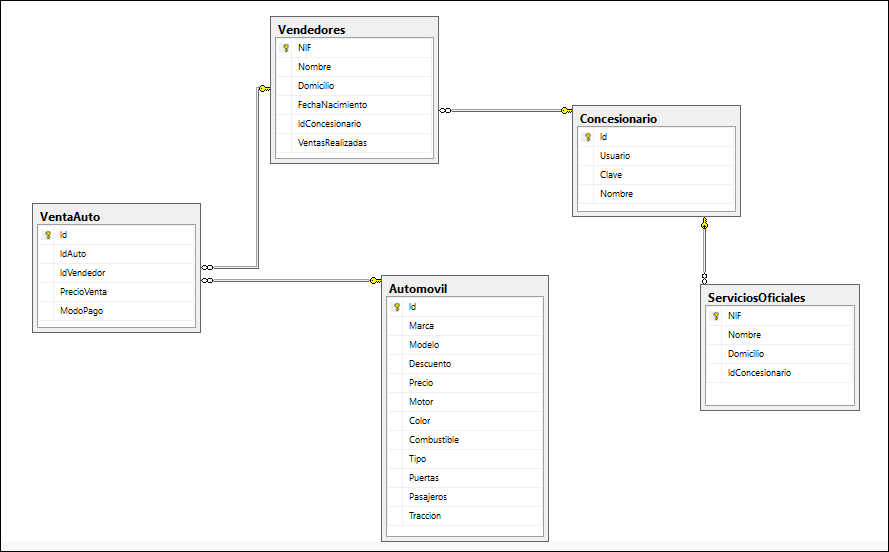 Vendedores
NIF
Nombre
Domicilio
FechaNacimiento
IdConcesionario
VentasRealizadas
Concesionario
Id
Usuario
Clave
Nombre
VentaAuto
Id
IdAuto
IdVendedor
PrecioVenta
ModoPago
Automovil
Id
Marca
Modelo
Descuento
Precio
Motor
Color
Combustible
Tipo
Puertas
Pasajeros
Traccion
ServiciosOficiales
NIF
Nombre
Domicilio
IdConcesionario